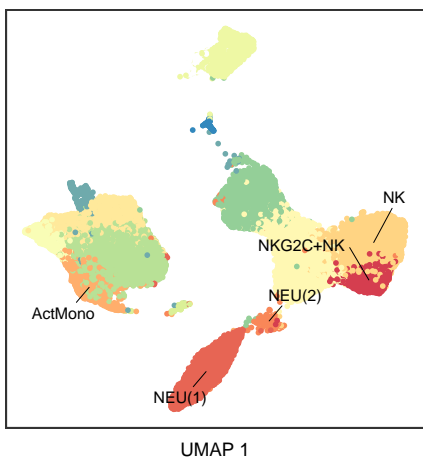 NK
NKG2C+NK
NEU(2)
ActMono
NEU(1)
UMAP 1